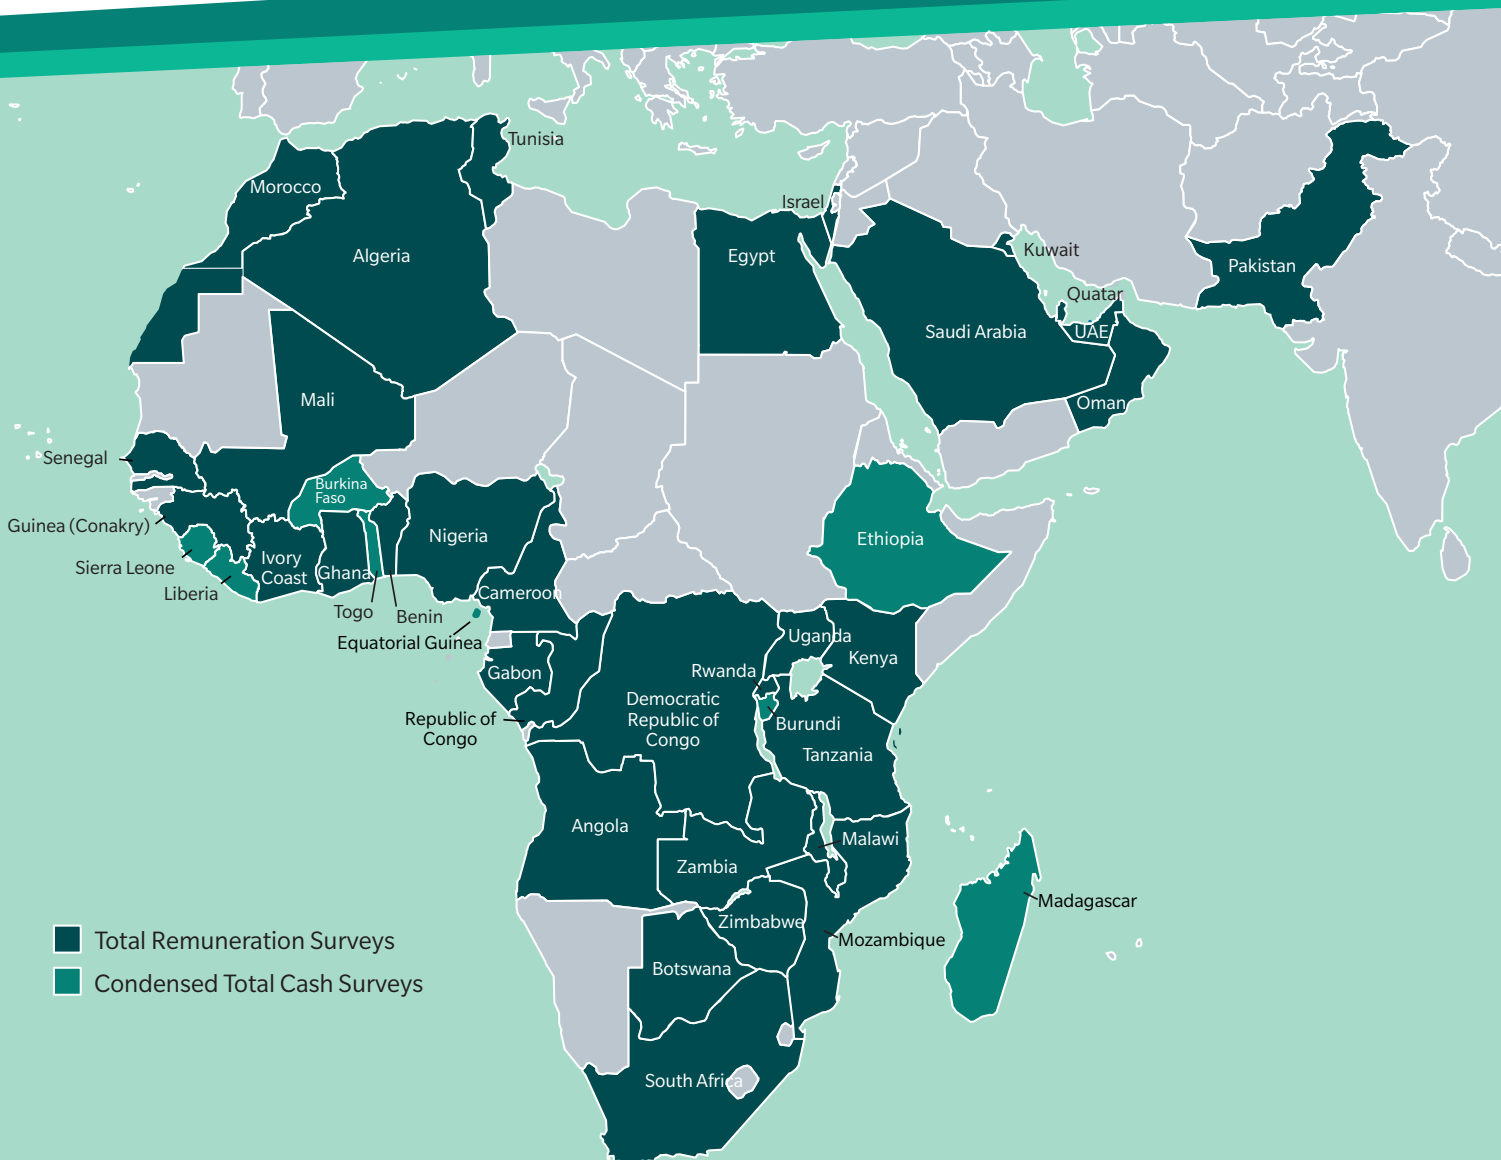 Tunisia
Morocco
Israel
Algeria
Egypt
Kuwait
Pakistan
Quatar
Saudi Arabia
UAE
Mali
Oman
Senegal
Burkina
Faso
Guinea (Conakry)
Nigeria
Ethiopia
Ivory
Coast
Sierra Leone
Ghana
Liberia
Cameroon
Togo
Benin
Equatorial Guinea
Uganda
Kenya
Gabon
Rwanda
Democratic
Republic of
Congo
Republic of
Congo
Burundi
Tanzania
Angola
Malawi
Zambia
Madagascar
Zimbabwe
Mozambique
Botswana
Total Remuneration Surveys
Condensed Total Cash Surveys
South Africa